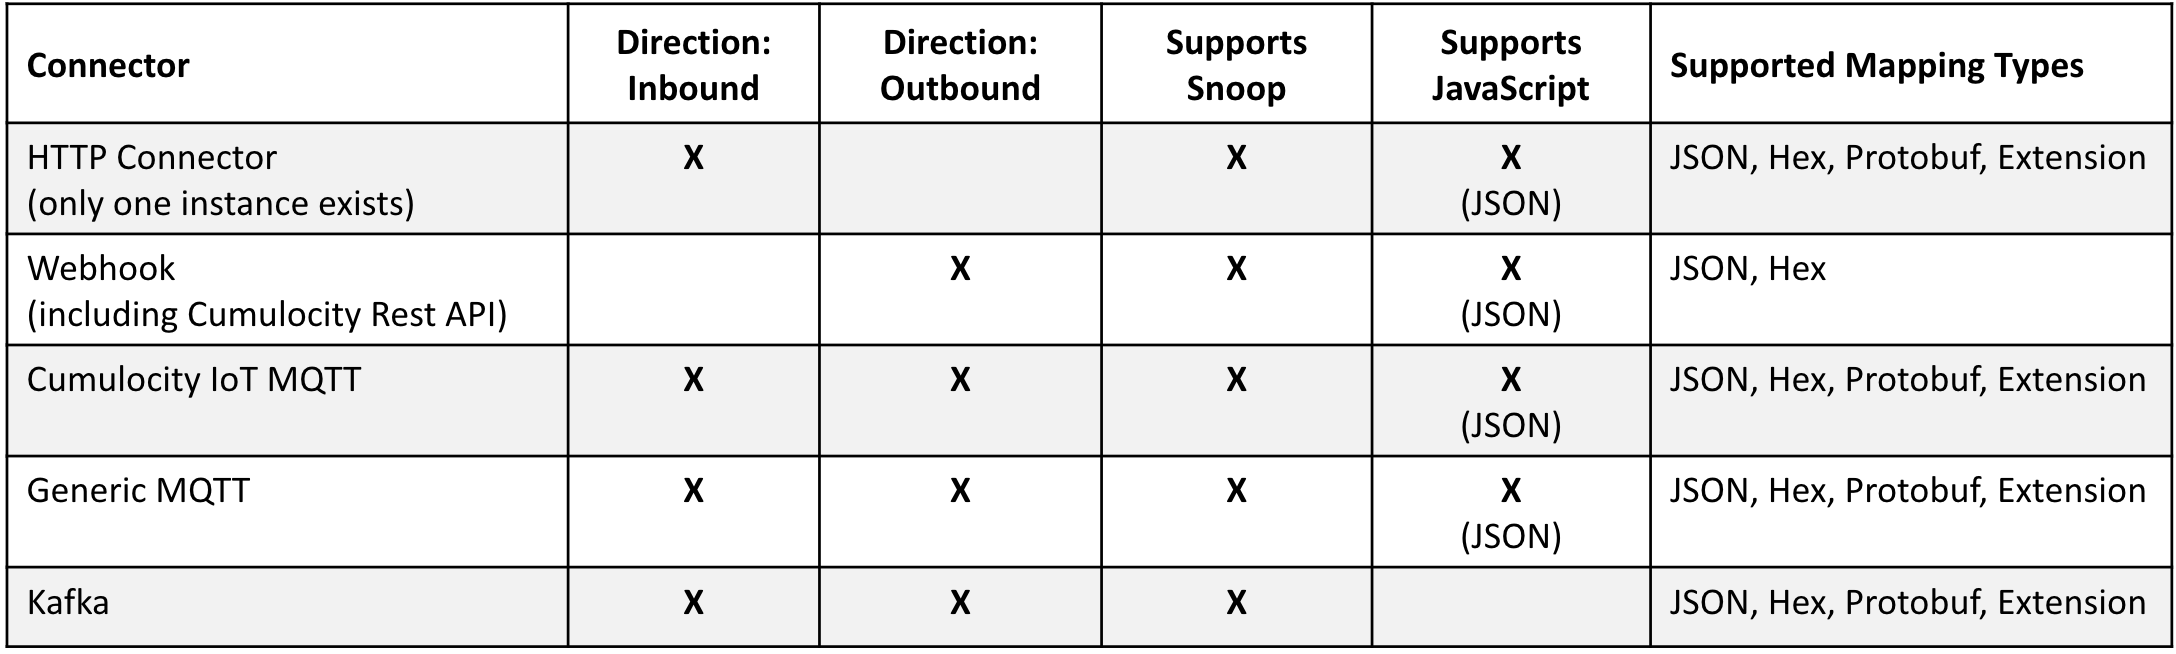 Connector
Direction:
Inbound
Direction:
Outbound
Supports
Snoop
Supports
JavaScript
Supported Mapping Types
HTTP Connector
(only one instance exists)
X
X
X
(JSON)
JSON, Hex, Protobuf, Extension
Webhook
(including Cumulocity Rest API)
X
X
X
(JSON)
JSON, Hex
Cumulocity IoT MQTT
X
X
X
X
(JSON)
JSON, Hex, Protobuf, Extension
Generic MQTT
X
X
X
X
(JSON)
JSON, Hex, Protobuf, Extension
Kafka
X
X
X
JSON, Hex, Protobuf, Extension